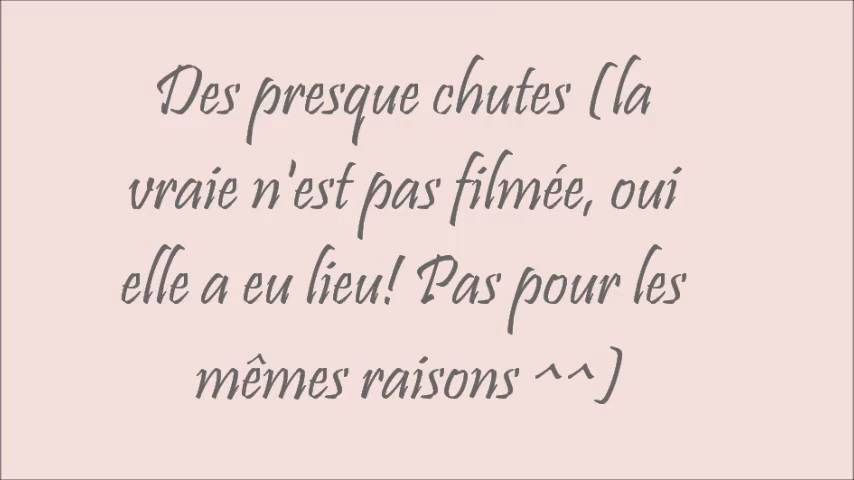 Des presque chutes (la
vraie n'est pas filmée, oui
elle a eu lieu! Pas pour les
mêmes raisons ^^)